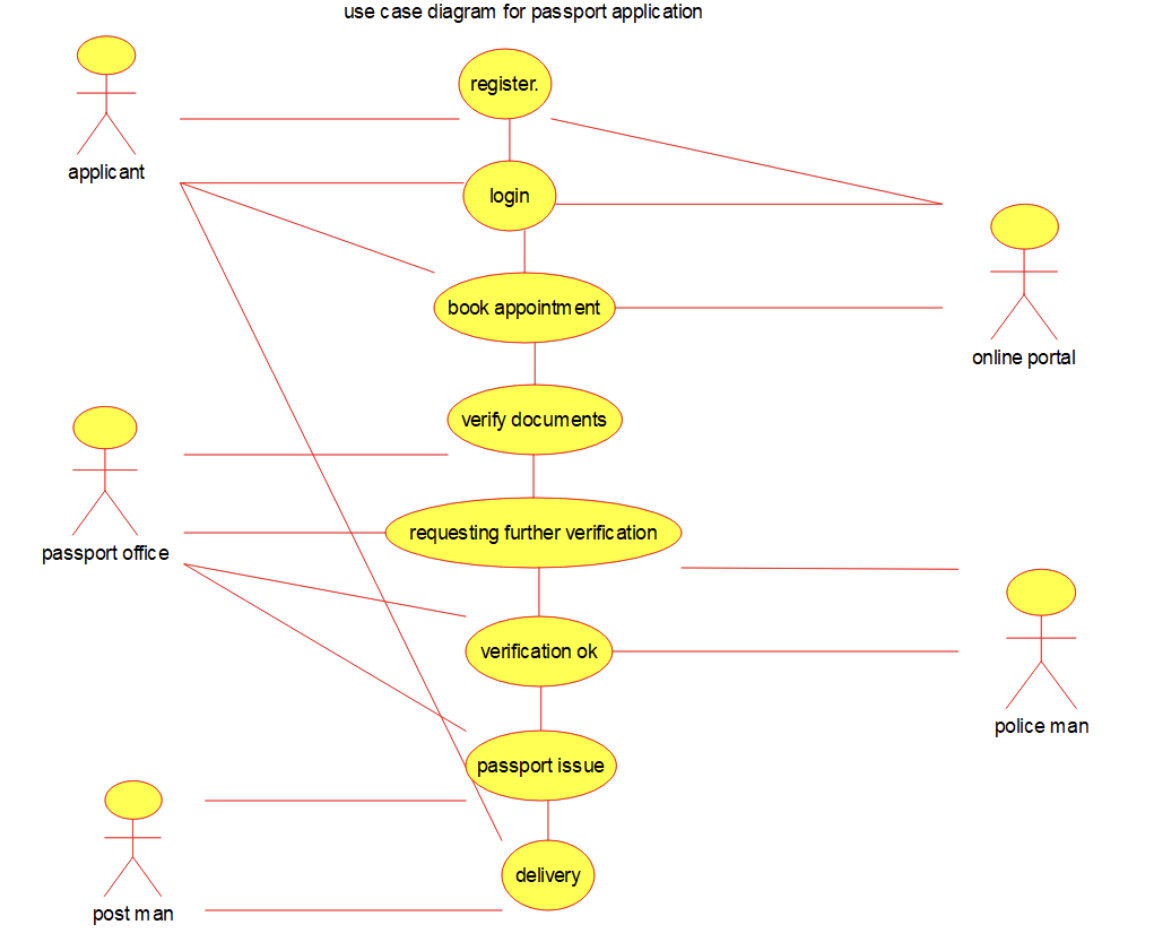 use case diagram for passport application
register.
applicant
login
book appointment
online portal
verify documents
requesting further verification
passport office
verification ok
police man
passport issue
delivery
post man